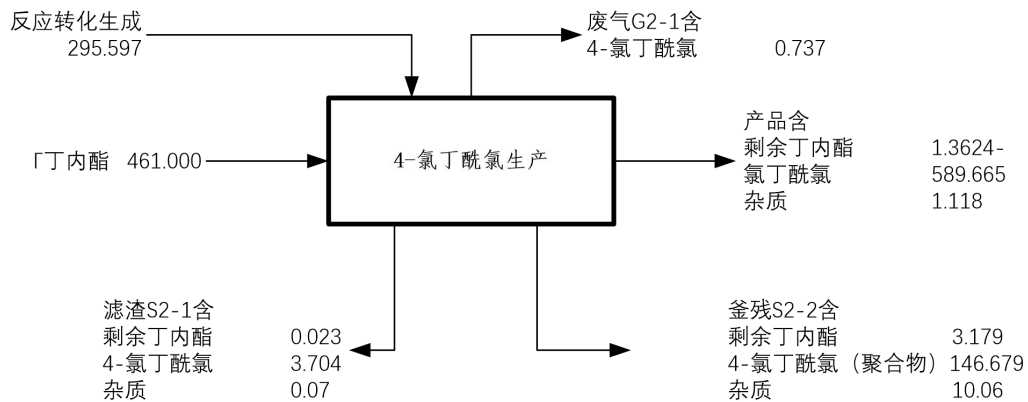 反应转化生成
295.597
废气G2-1含
4-氯丁酰氯 0.737
Γ丁内酯 461.000
4-氯丁酰氯生产
产品含
剩余丁内酯 1.3624-
氯丁酰氯 589.665
杂质 1.118
滤渣S2-1含
剩余丁内酯 0.023
4-氯丁酰氯 3.704
杂质 0.07
釜残S2-2含
剩余丁内酯 3.179
4-氯丁酰氯（聚合物）146.679
杂质 10.06